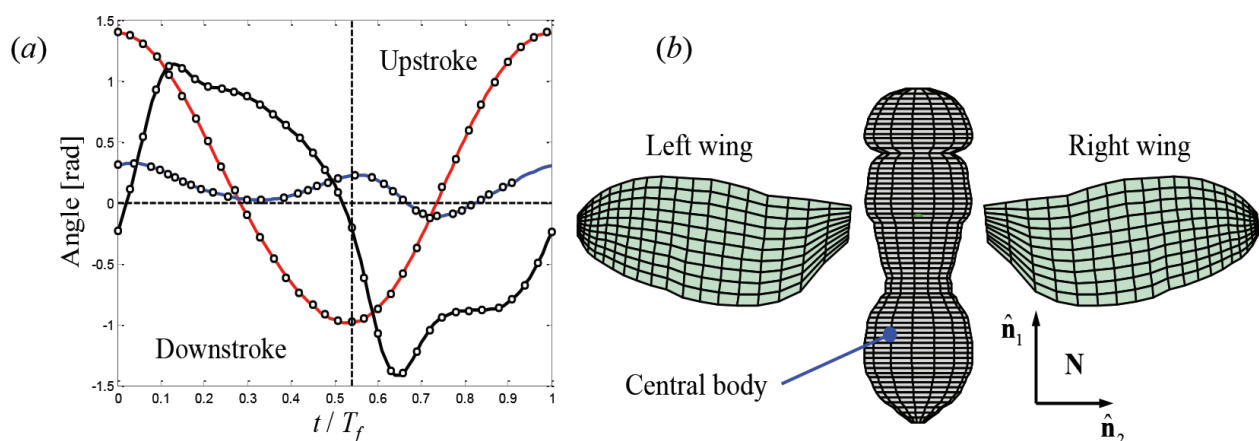 (a)
Angle [rad]
1.5
1
0.5
0
-0.5
-1
-1.5
Upstroke
Downstroke
0 0.1 0.2 0.3 0.4 0.5 0.6 0.7 0.8 0.9 1
t / T_f
(b)
Left wing
Right wing
Central body
n̂₁
N
n̂₂